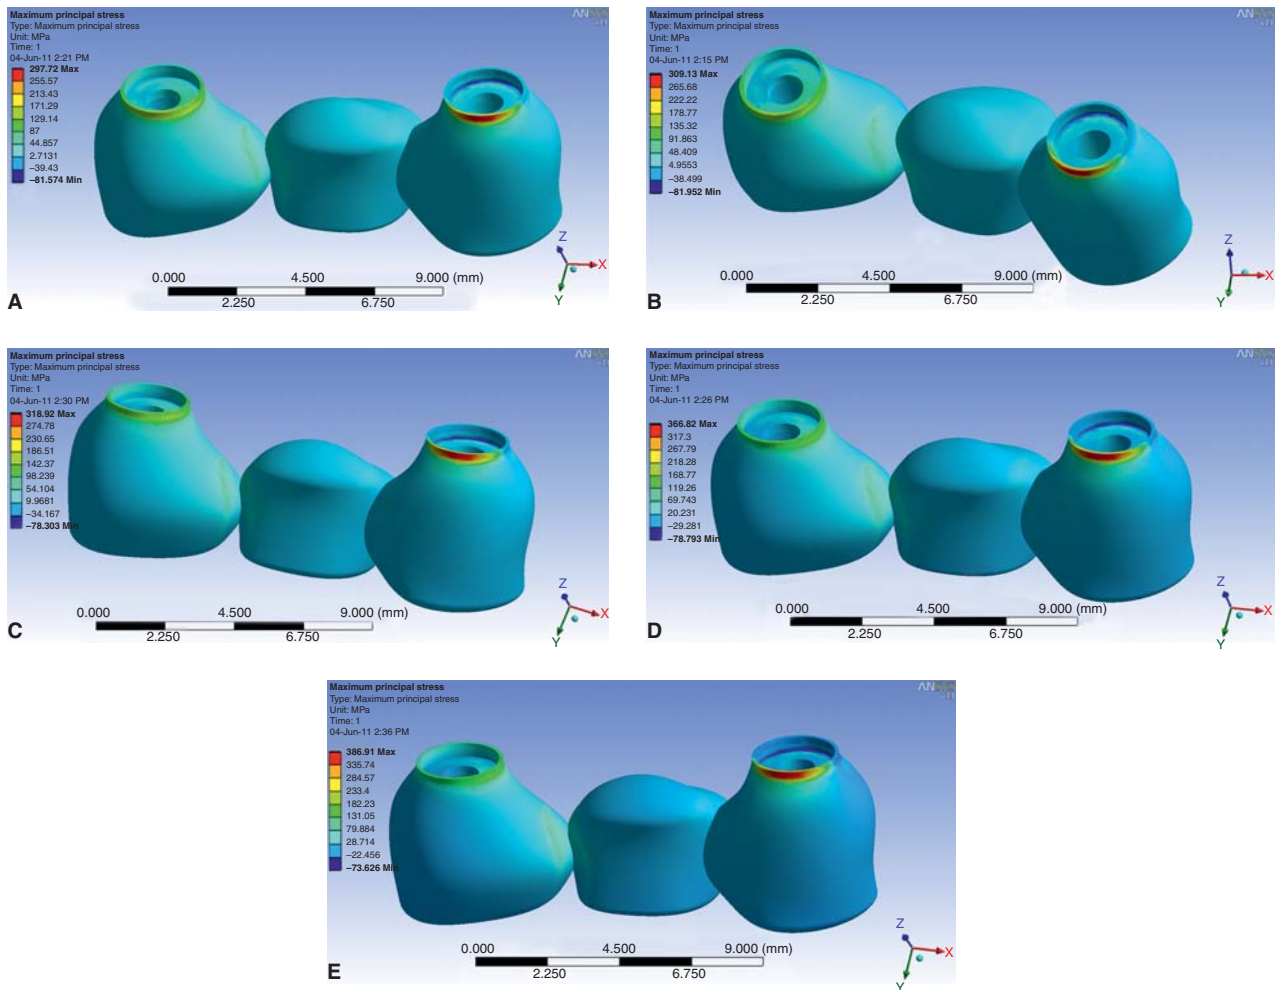 Maximum principal stress
Type: Maximum principal stress
Unit: MPa
Time: 1
04-Jun-11 2:21 PM
297.72 Max
255.57
213.43
171.29
129.14
87
44.857
2.7131
–39.43
–81.574 Min
0.000 4.500 9.000 (mm)
2.250 6.750
Z
X
Y
A
Maximum principal stress
Type: Maximum principal stress
Unit: MPa
Time: 1
04-Jun-11 2:15 PM
309.13 Max
265.68
222.22
178.77
135.32
91.863
48.409
4.9553
–38.499
–81.952 Min
0.000 4.500 9.000 (mm)
2.250 6.750
Z
X
Y
B
Maximum principal stress
Type: Maximum principal stress
Unit: MPa
Time: 1
04-Jun-11 2:30 PM
318.92 Max
274.78
230.65
186.51
142.37
98.239
54.104
9.9681
–34.167
–78.303 Min
0.000 4.500 9.000 (mm)
2.250 6.750
Z
X
Y
C
Maximum principal stress
Type: Maximum principal stress
Unit: MPa
Time: 1
04-Jun-11 2:26 PM
366.82 Max
317.3
267.79
218.28
168.77
119.26
69.743
20.231
–29.281
–78.793 Min
0.000 4.500 9.000 (mm)
2.250 6.750
Z
X
Y
D
Maximum principal stress
Type: Maximum principal stress
Unit: MPa
Time: 1
04-Jun-11 2:36 PM
386.91 Max
335.74
284.57
233.4
182.23
131.05
79.884
28.714
–22.456
–73.626 Min
0.000 4.500 9.000 (mm)
2.250 6.750
Z
X
Y
E